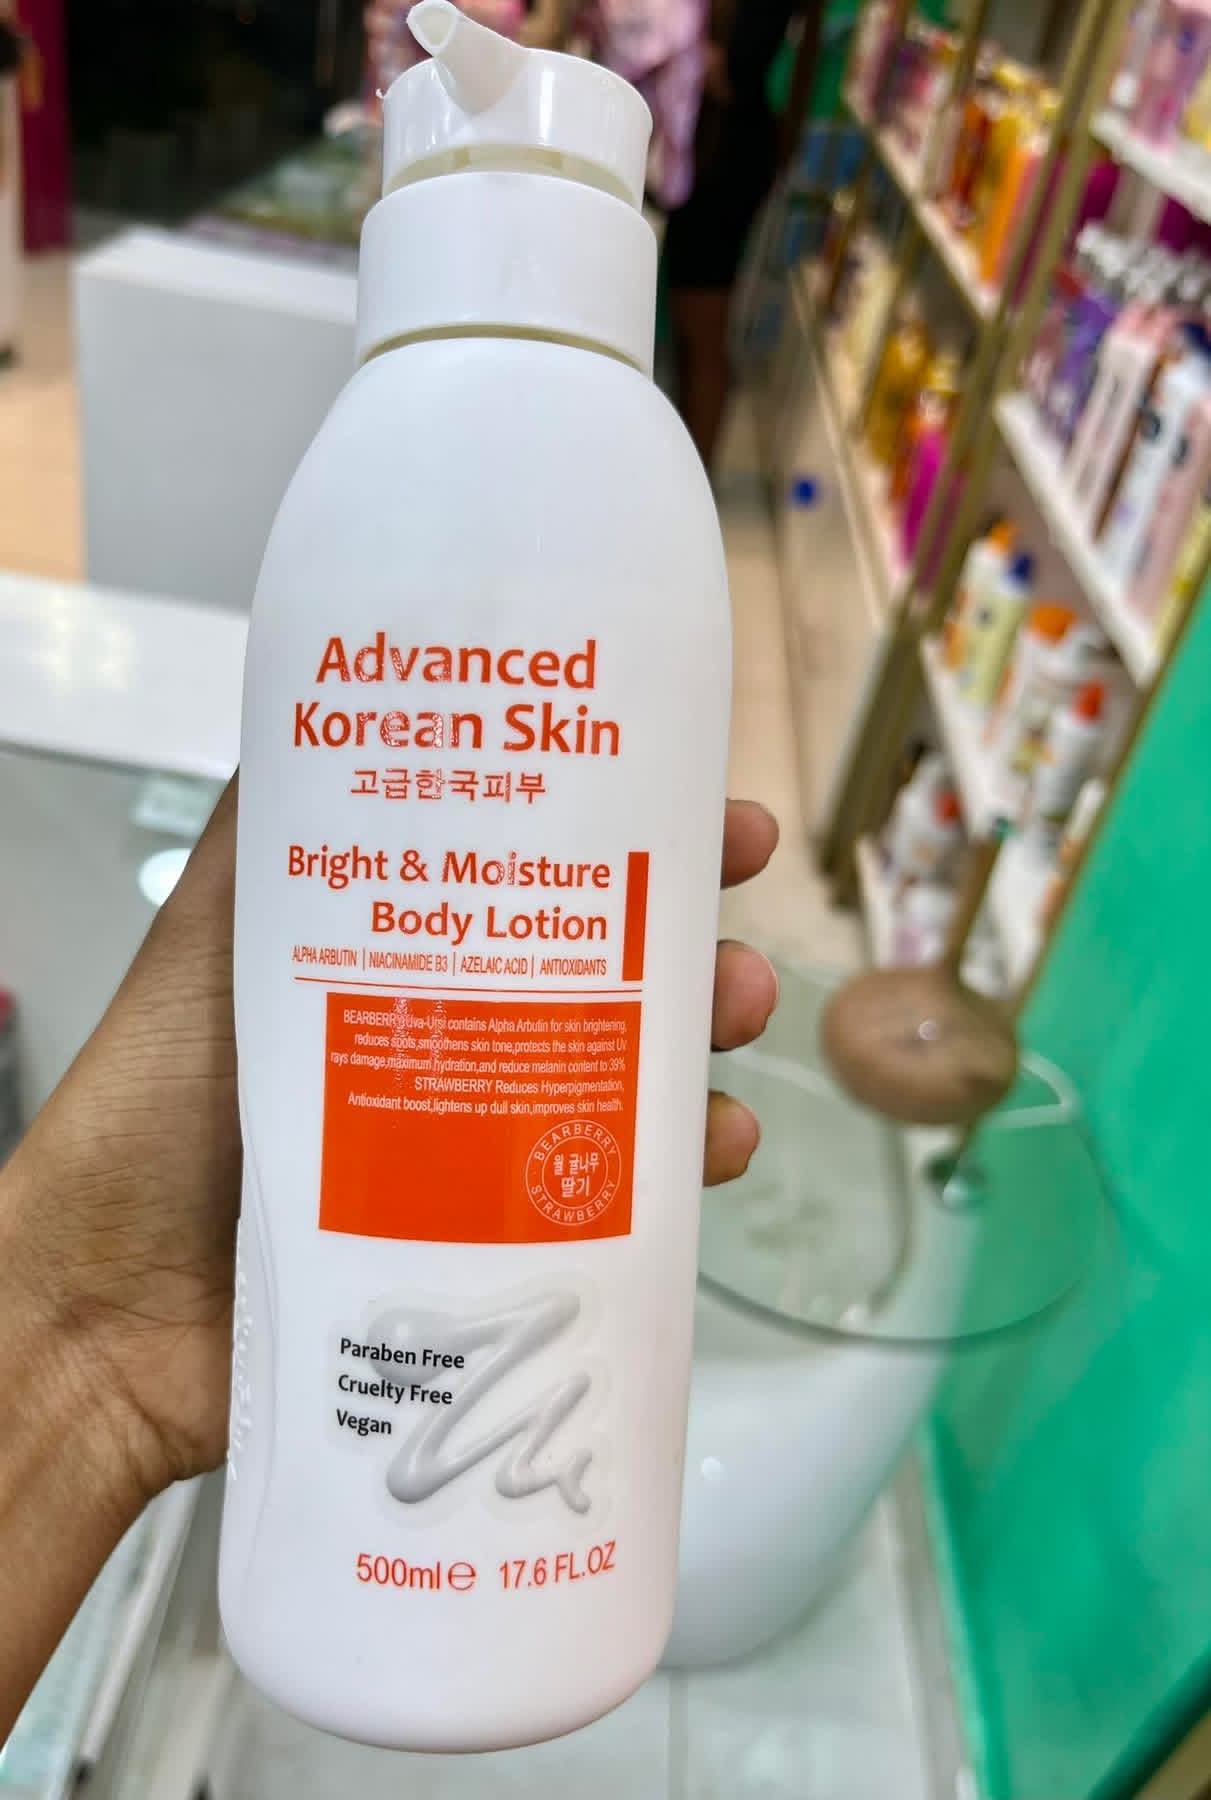 Advanced
Korean Skin
고급한국피부
Bright & Moisture
Body Lotion
ALPHA ARBUTIN | NIACINAMIDE B3 | AZELAIC ACID | ANTIOXIDANTS
BEARBERRY Uva-Ursi contains Alpha Arbutin for skin brightening,
reduces spots,smoothens skin tone,protects the skin against Uv
rays damage,maximum hydration,and reduce melanin content to 39%
STRAWBERRY Reduces Hyperpigmentation,
Antioxidant boost,lightens up dull skin,improves skin health.
BEARBERRY
딸기
STRAWBERRY
Paraben Free
Cruelty Free
Vegan
500ml e 17.6 FL.OZ